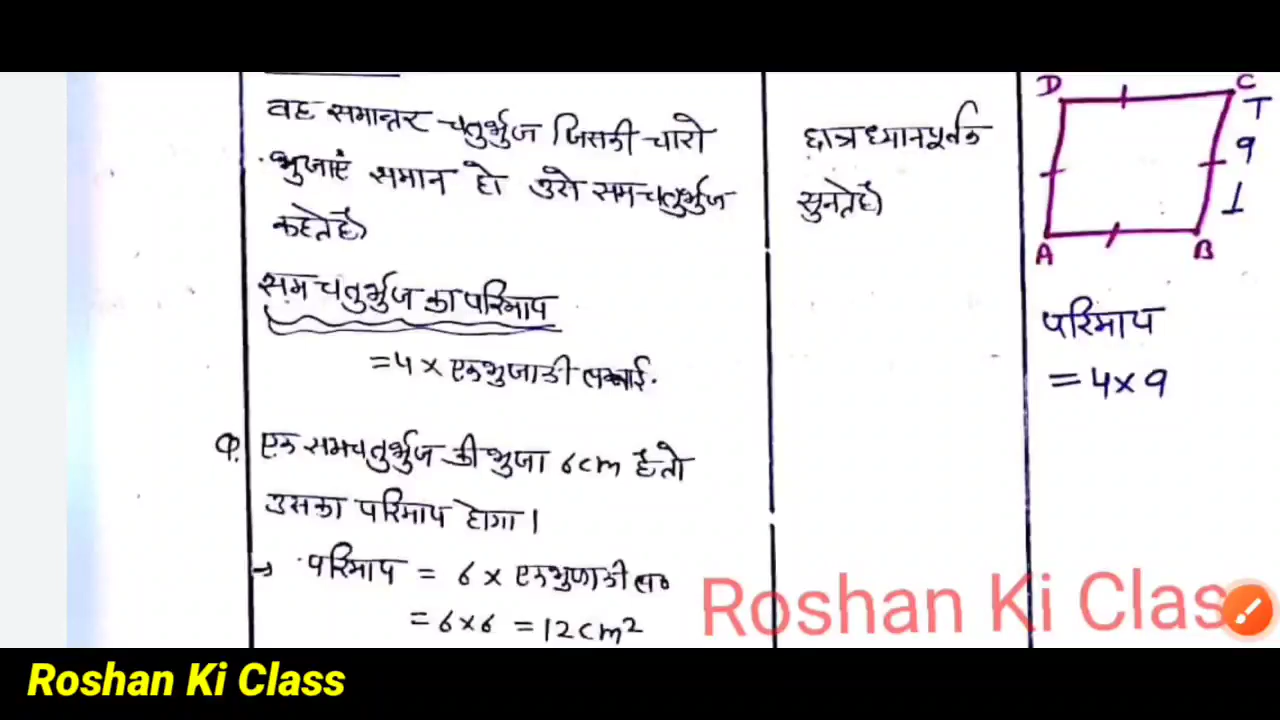 वह समान्तर चतुर्भुज जिसकी चारो
भुजाएं समान हो उसे समचतुर्भुज
कहते है
सम चतुर्भुज का परिमाप
= 4 × एक भुजा की लम्बाई.
Q. एक समचतुर्भुज की भुजा 6cm है तो
उसका परिमाप होगा।
→ परिमाप = 6 × एक भुजा की ल०
= 6×6 = 12cm²
छात्र ध्यानपूर्वक
सुनते है
D C
T
9
⊥
A B
परिमाप
= 4×9
Roshan Ki Clas
Roshan Ki Class